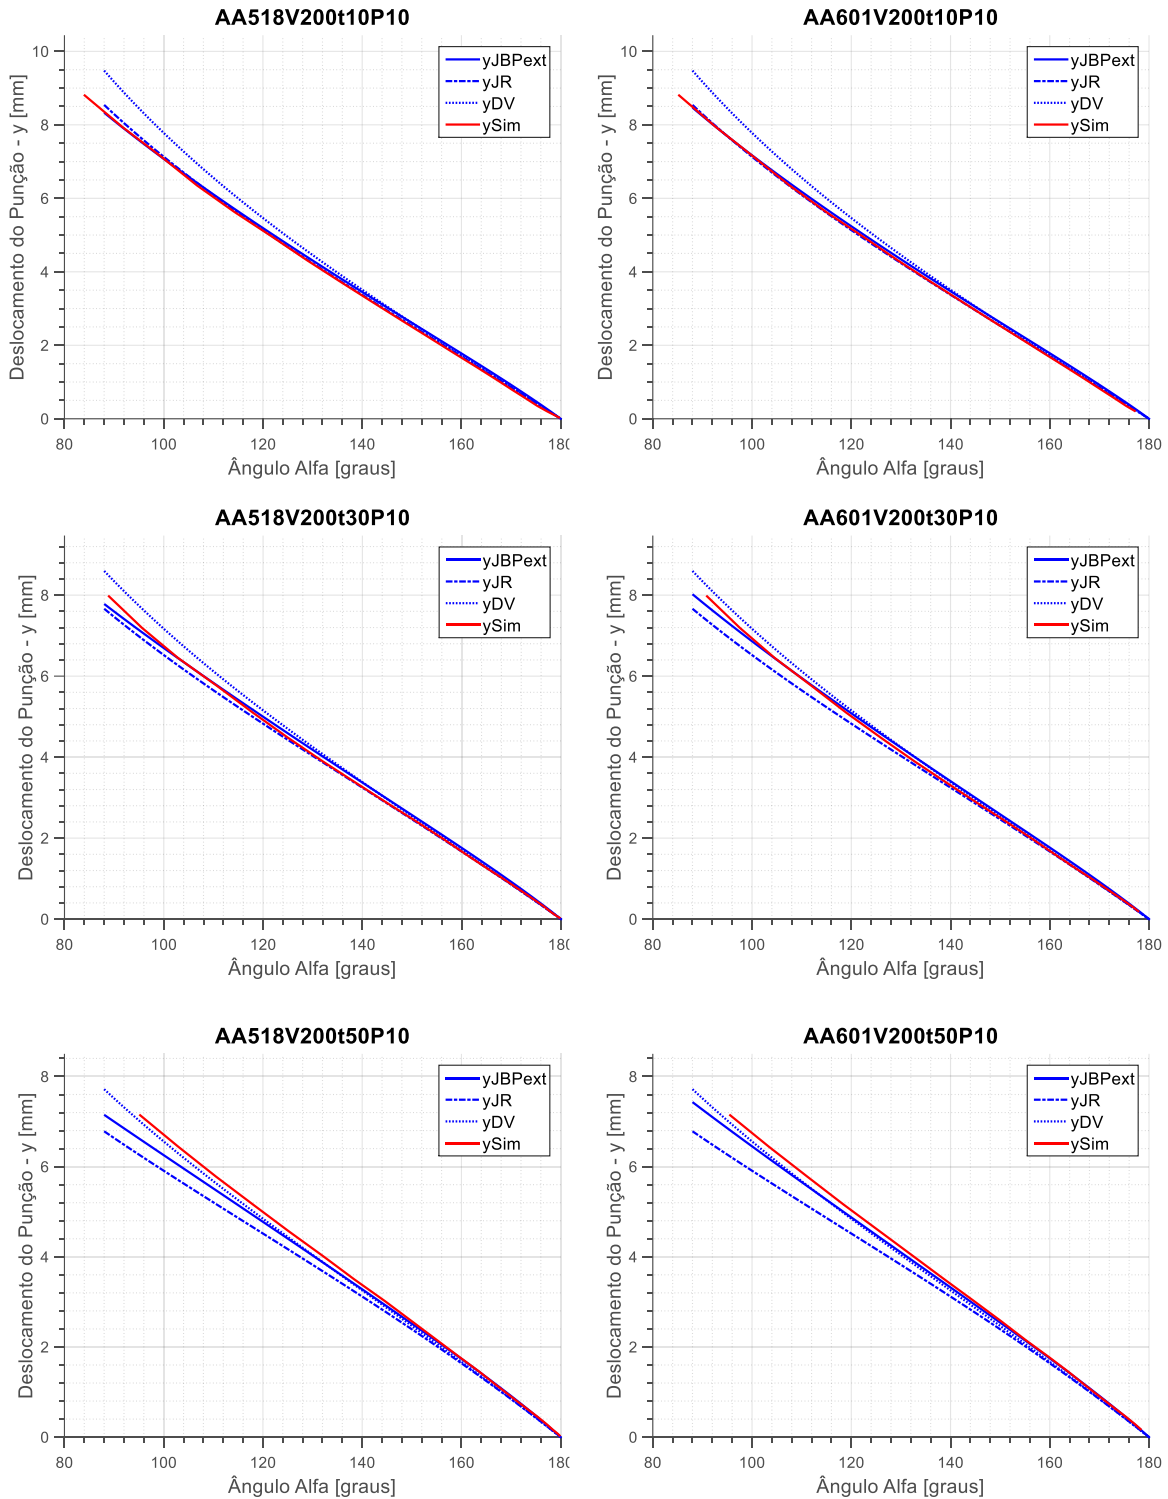 AA518V200t10P10
Deslocamento do Punção - y [mm]
10
8
6
4
2
0
yJBPext
yJR
yDV
ySim
80 100 120 140 160 180
Ângulo Alfa [graus]
AA601V200t10P10
Deslocamento do Punção - y [mm]
10
8
6
4
2
0
yJBPext
yJR
yDV
ySim
80 100 120 140 160 180
Ângulo Alfa [graus]
AA518V200t30P10
Deslocamento do Punção - y [mm]
8
6
4
2
0
yJBPext
yJR
yDV
ySim
80 100 120 140 160 180
Ângulo Alfa [graus]
AA601V200t30P10
Deslocamento do Punção - y [mm]
8
6
4
2
0
yJBPext
yJR
yDV
ySim
80 100 120 140 160 180
Ângulo Alfa [graus]
AA518V200t50P10
Deslocamento do Punção - y [mm]
8
6
4
2
0
yJBPext
yJR
yDV
ySim
80 100 120 140 160 180
Ângulo Alfa [graus]
AA601V200t50P10
Deslocamento do Punção - y [mm]
8
6
4
2
0
yJBPext
yJR
yDV
ySim
80 100 120 140 160 180
Ângulo Alfa [graus]